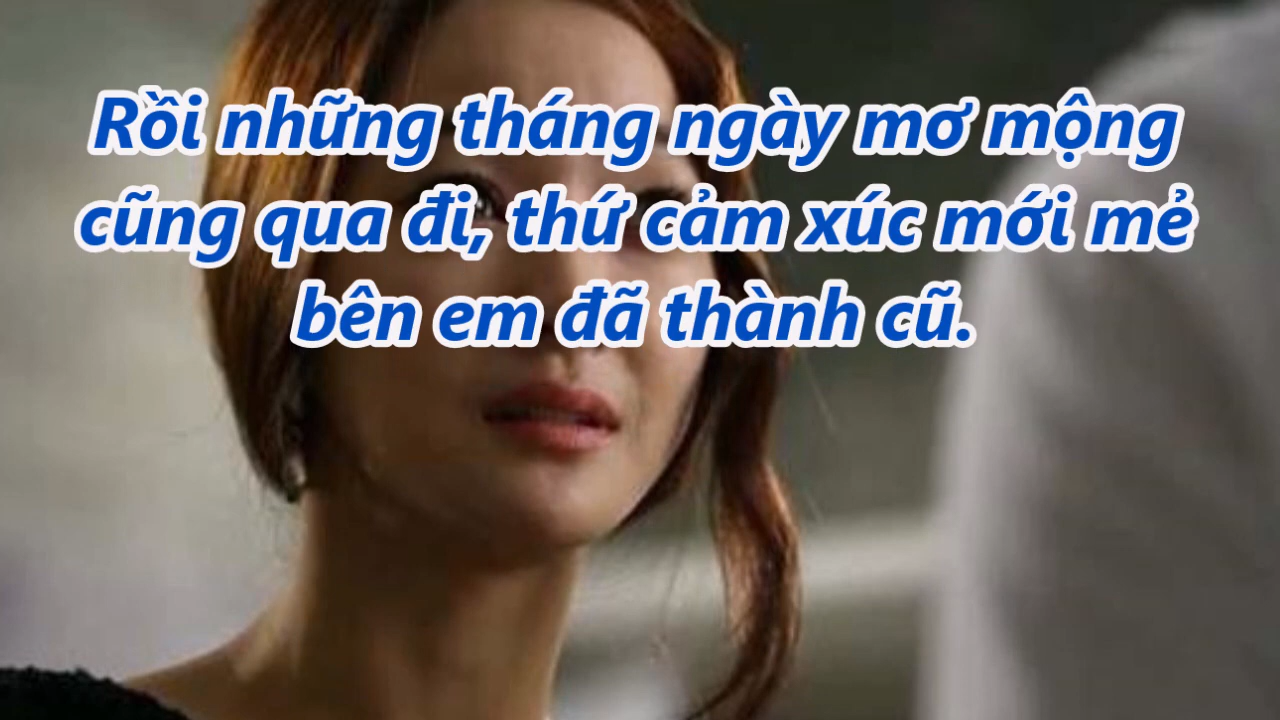 Rồi những tháng ngày mơ mộng
cũng qua đi, thứ cảm xúc mới mẻ
bên em đã thành cũ.